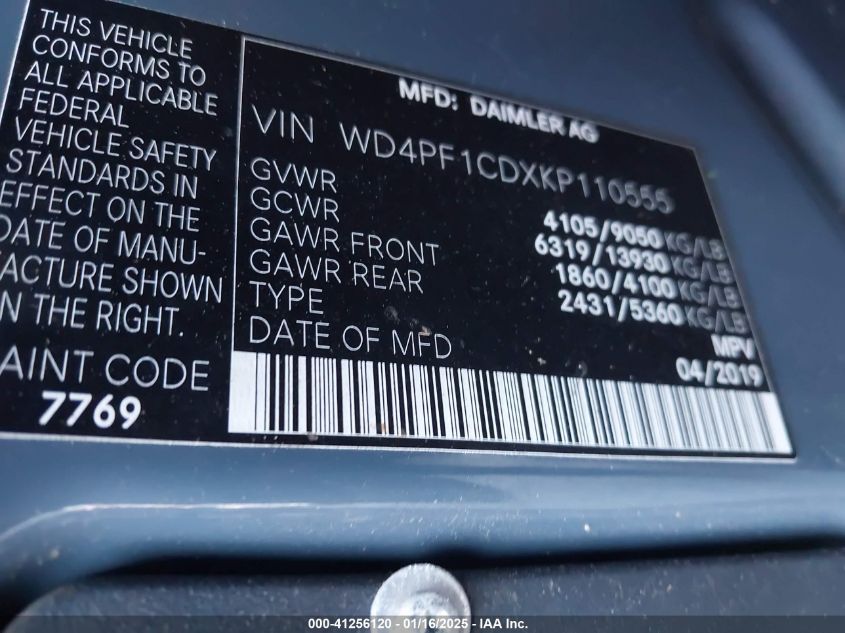 THIS VEHICLE
CONFORMS TO
ALL APPLICABLE
FEDERAL
VEHICLE SAFETY
STANDARDS IN
EFFECT ON THE
DATE OF MANU-
ACTURE SHOWN
N THE RIGHT.
AINT CODE
7769
MFD: DAIMLER AG
VIN WD4PF1CDXKP110555
GVWR 4105/9050 KG/LB
GCWR 6319/13930 KG/LB
GAWR FRONT 1860/4100 KG/LB
GAWR REAR 2431/5360 KG/LB
TYPE MPV
DATE OF MFD 04/2019
000-41256120 - 01/16/2025 - IAA Inc.